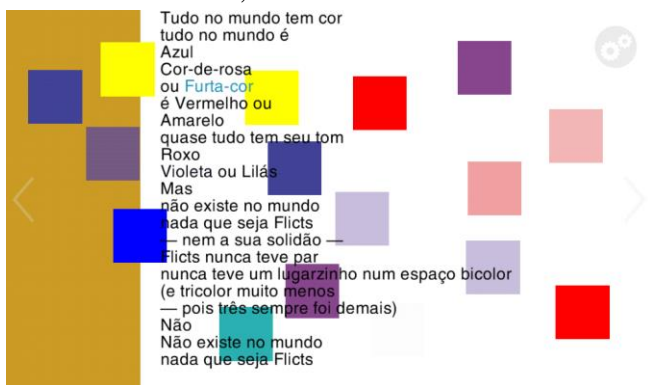 Tudo no mundo tem cor
tudo no mundo é
Azul
Cor-de-rosa
ou Furta-cor
é Vermelho ou
Amarelo
quase tudo tem seu tom
Roxo
Violeta ou Lilás
Mas
não existe no mundo
nada que seja Flicts
— nem a sua solidão —
Flicts nunca teve par
nunca teve um lugarzinho num espaço bicolor
(e tricolor muito menos
— pois três sempre foi demais)
Não
Não existe no mundo
nada que seja Flicts